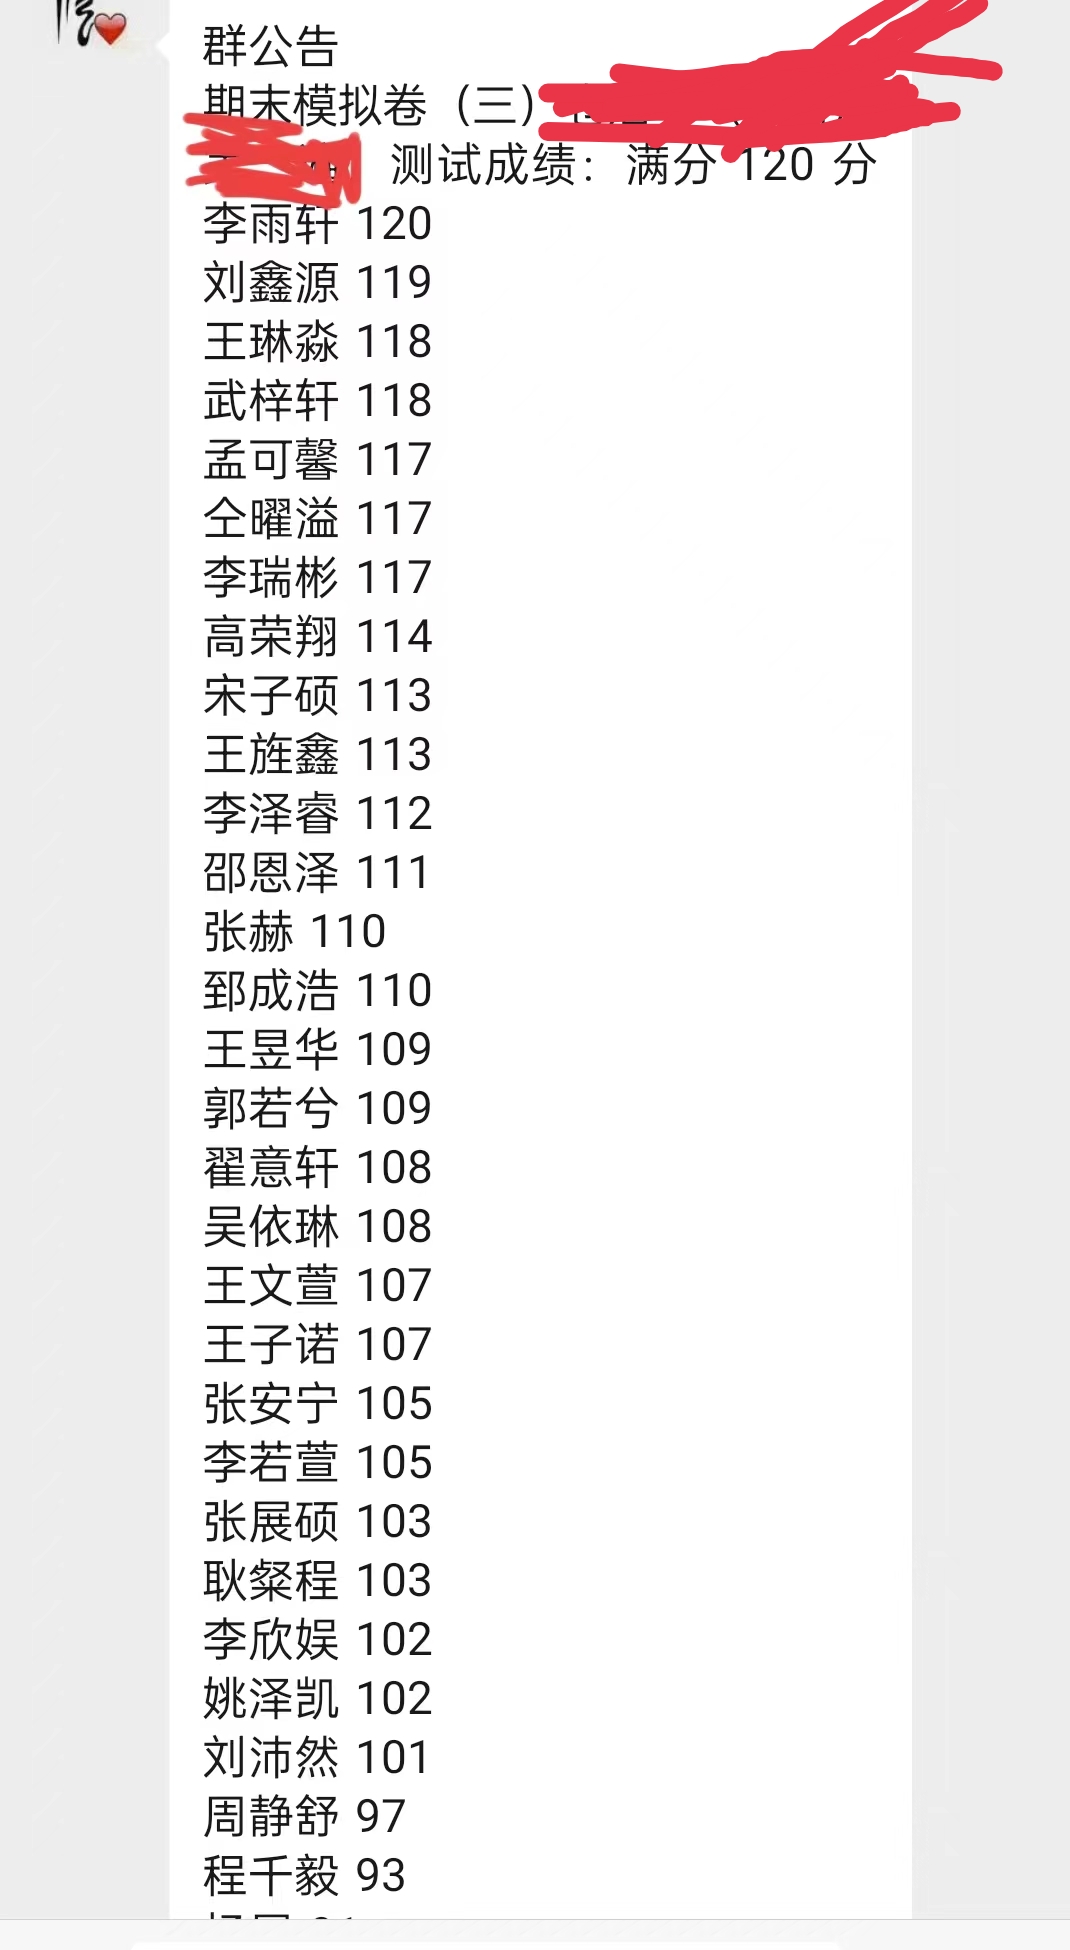 群公告
期末模拟卷（三）
测试成绩：满分 120 分
李雨轩 120
刘鑫源 119
王琳淼 118
武梓轩 118
孟可馨 117
仝曜溢 117
李瑞彬 117
高荣翔 114
宋子硕 113
王旌鑫 113
李泽睿 112
邵恩泽 111
张赫 110
郅成浩 110
王昱华 109
郭若兮 109
翟意轩 108
吴依琳 108
王文萱 107
王子诺 107
张安宁 105
李若萱 105
张展硕 103
耿粲程 103
李欣娱 102
姚泽凯 102
刘沛然 101
周静舒 97
程千毅 93